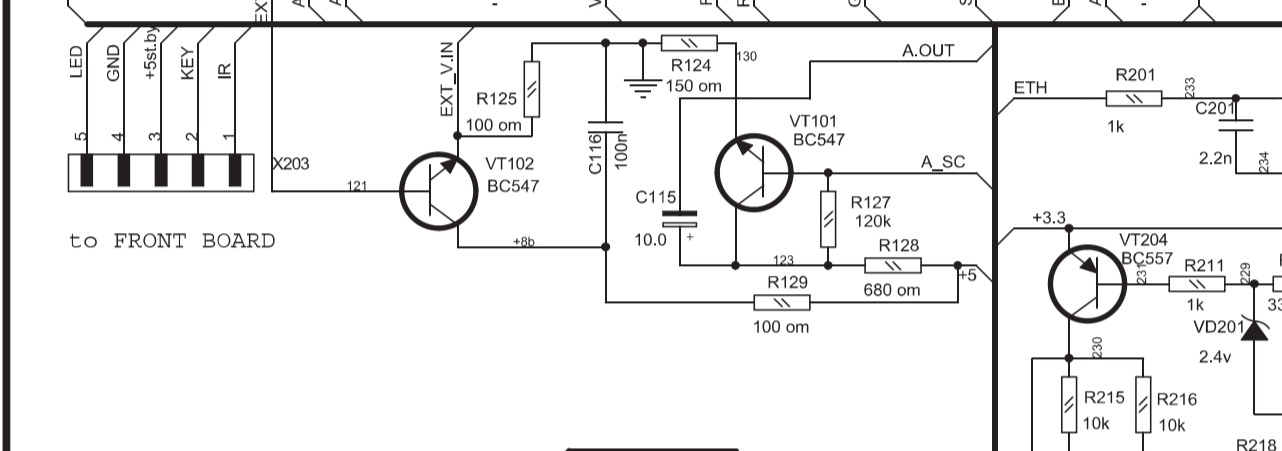 LED
GND
+5st.by
KEY
IR
5
4
3
2
1
X203
to FRONT BOARD
EXT_V.IN
121
R125
100 om
VT102
BC547
+8b
C116
100n
R124
150 om
130
A.OUT
VT101
BC547
A_SC
C115
10.0
+
R127
120k
123
R128
680 om
+5
R129
100 om
ETH
R201
1k
233
C201
2.2n
234
+3.3
VT204
BC557
231
R211
1k
229
VD201
2.4v
230
R215
10k
R216
10k
R218